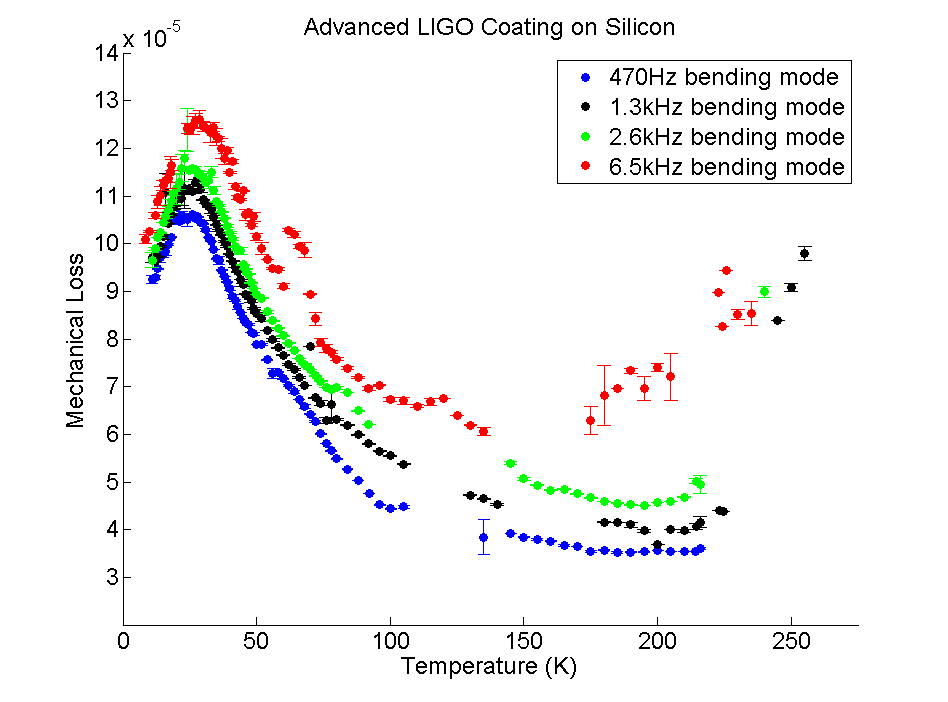 Advanced LIGO Coating on Silicon
x 10^-5
14
13
12
11
10
9
8
7
6
5
4
3
Mechanical Loss
470Hz bending mode
1.3kHz bending mode
2.6kHz bending mode
6.5kHz bending mode
0 50 100 150 200 250
Temperature (K)